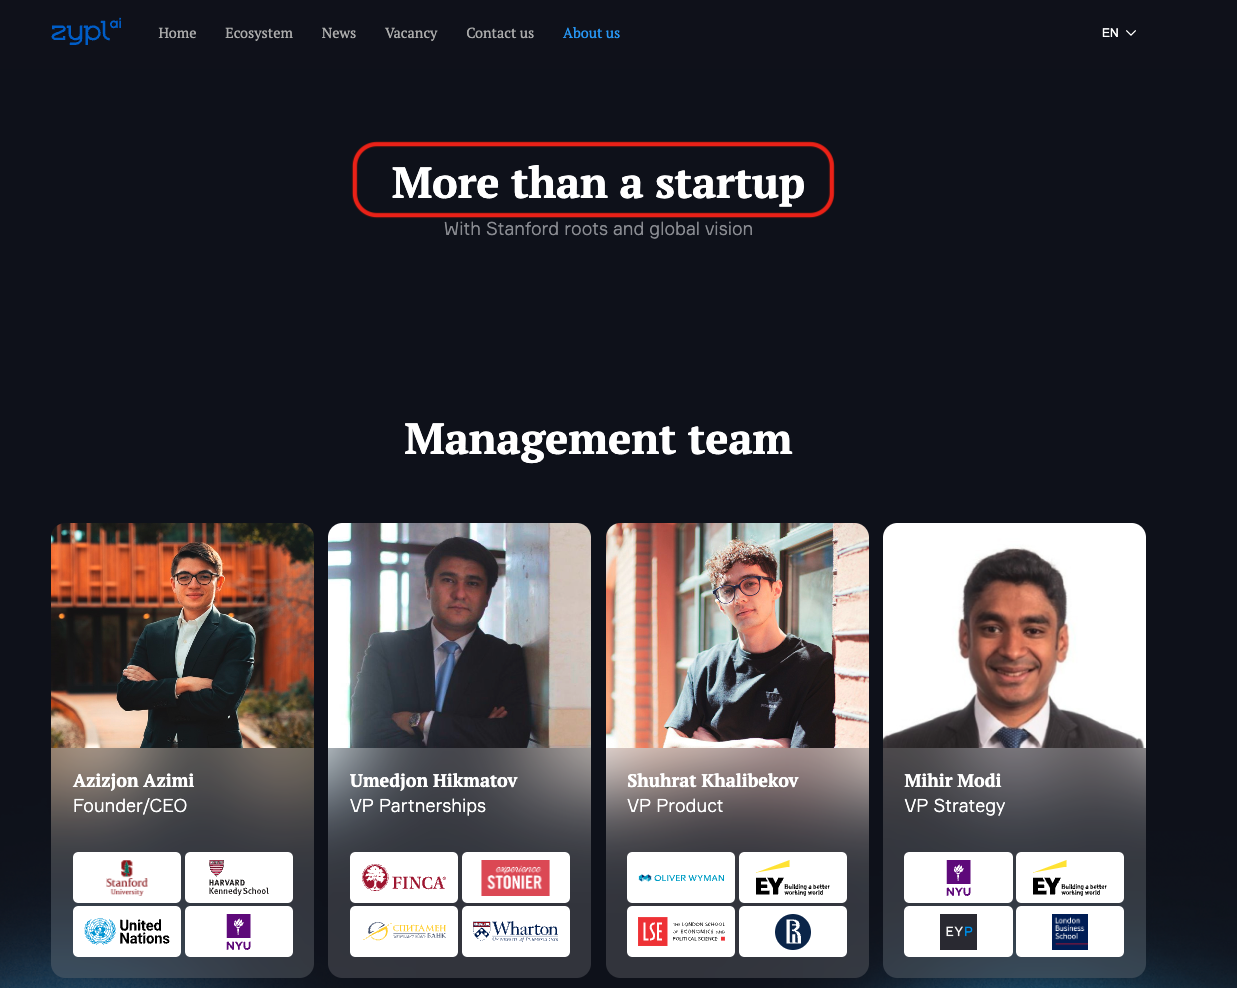 zypl ai
Home
Ecosystem
News
Vacancy
Contact us
About us
EN
More than a startup
With Stanford roots and global vision
Management team
Azizjon Azimi
Founder/CEO
Stanford
University
HARVARD
Kennedy School
United
Nations
NYU
Umedjon Hikmatov
VP Partnerships
FINCA
experience
STONIER
СПИТАМЕН
БАНК
Wharton
Shuhrat Khalibekov
VP Product
OLIVER WYMAN
EY Building a better
working world
LSE THE LONDON SCHOOL
OF ECONOMICS AND
POLITICAL SCIENCE
Mihir Modi
VP Strategy
NYU
EY Building a better
working world
EYP
London
Business
School